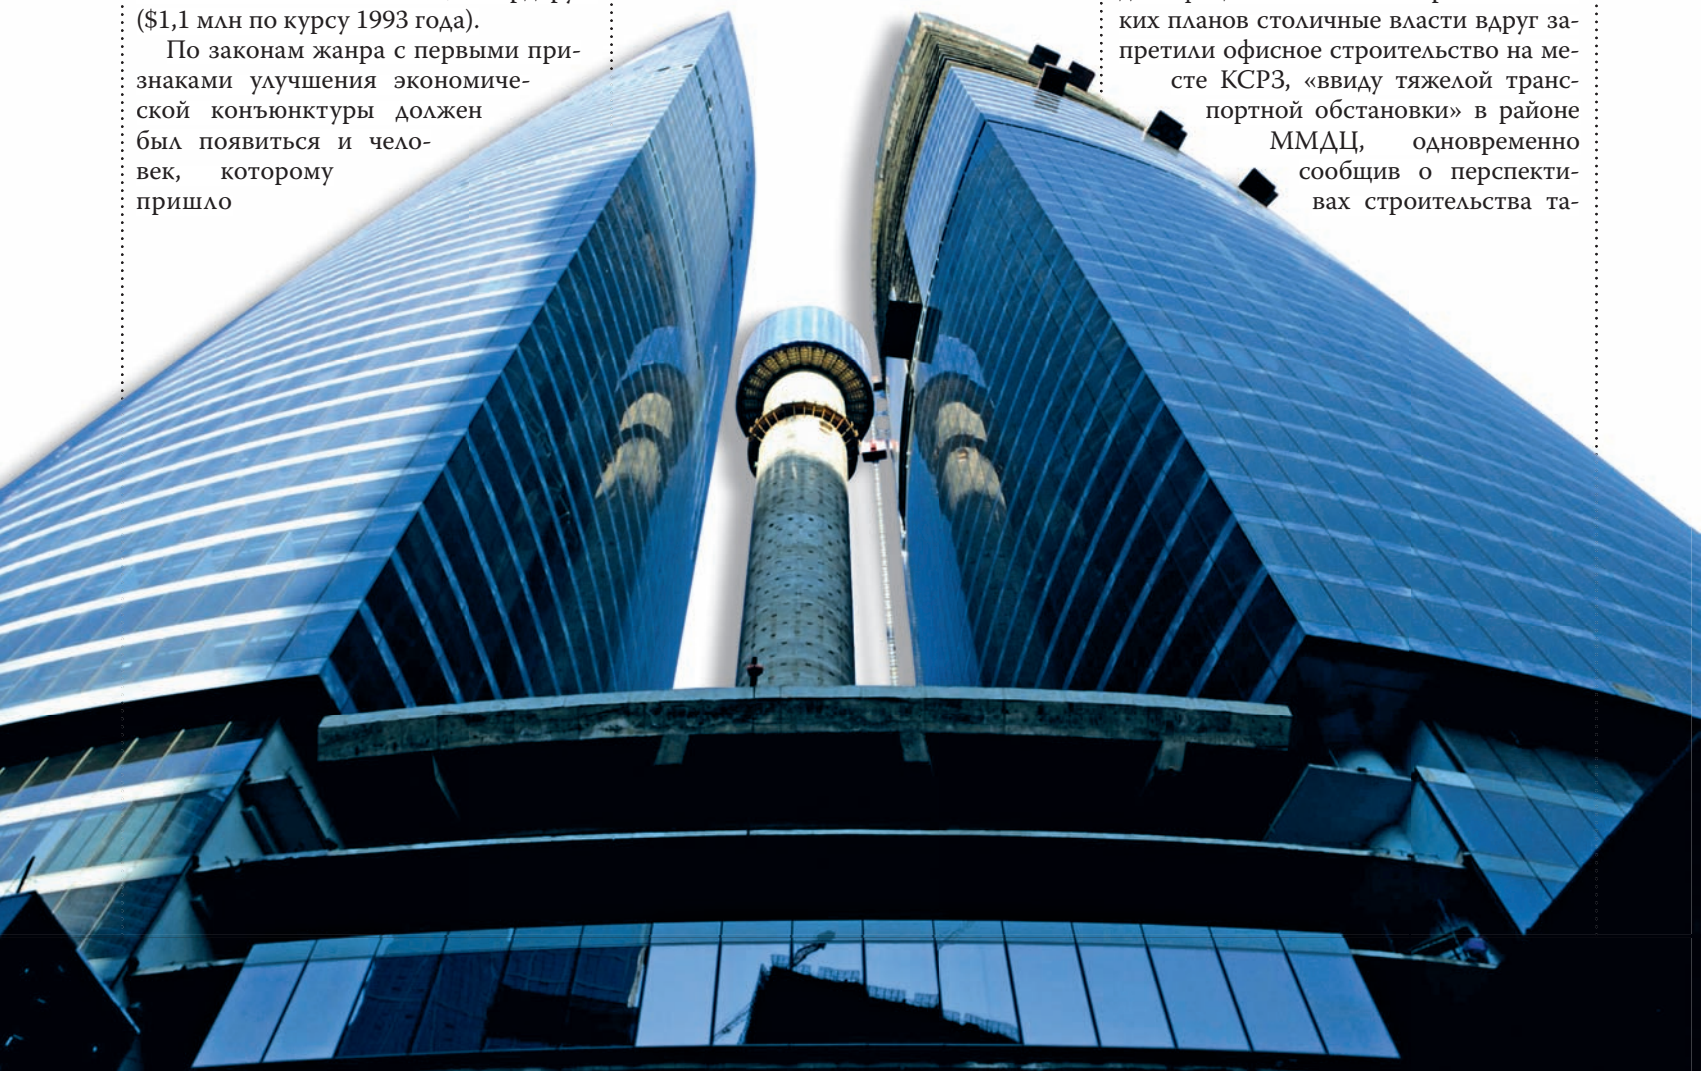 ($1,1 млн по курсу 1993 года).
По законам жанра с первыми при-
знаками улучшения экономиче-
ской конъюнктуры должен
был появиться и чело-
век, которому
пришло
ких планов столичные власти вдруг за-
претили офисное строительство на ме-
сте КСРЗ, «ввиду тяжелой транс-
портной обстановки» в районе
ММДЦ, одновременно
сообщив о перспекти-
вах строительства та-